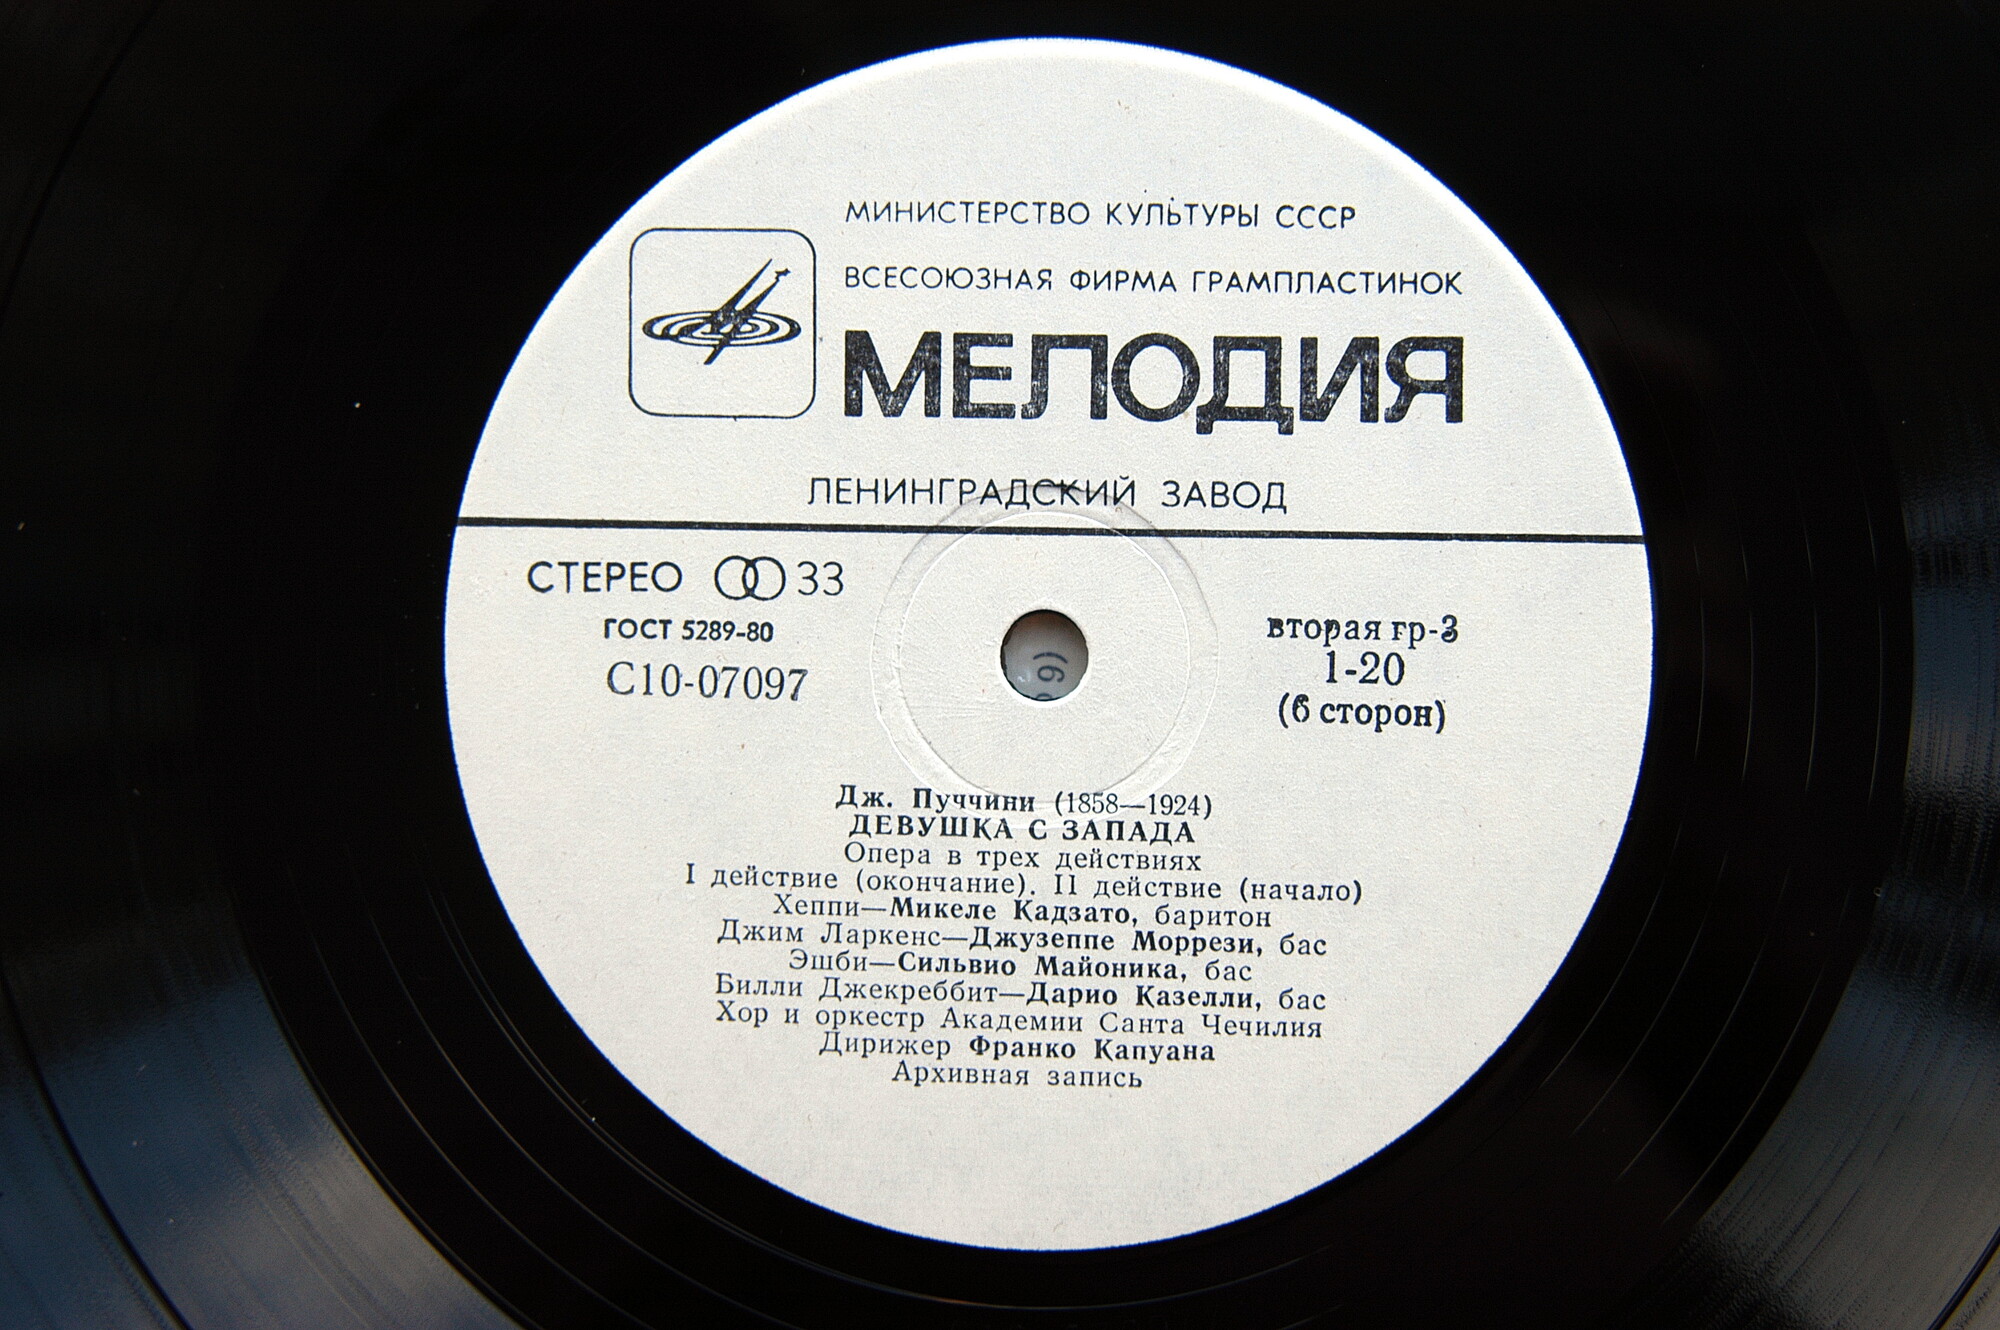 МИНИСТЕРСТВО КУЛЬТУРЫ СССР
ВСЕСОЮЗНАЯ ФИРМА ГРАМПЛАСТИНОК
МЕЛОДИЯ
ЛЕНИНГРАДСКИЙ ЗАВОД
СТЕРЕО 33
ГОСТ 5289-80
С10-07097
вторая гр-3
1-20
(6 сторон)
Дж. Пуччини (1858—1924)
ДЕВУШКА С ЗАПАДА
Опера в трех действиях
I действие (окончание). II действие (начало)
Хеппи—Микеле Кадзато, баритон
Джим Ларкенс—Джузеппе Моррези, бас
Эшби—Сильвио Майоника, бас
Билли Джекреббит—Дарио Казелли, бас
Хор и оркестр Академии Санта Чечилия
Дирижер Франко Капуана
Архивная запись